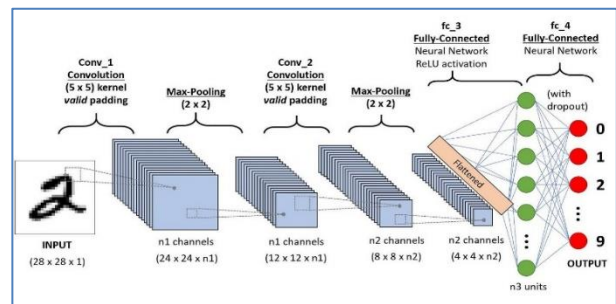 Conv_1
Convolution
(5 x 5) kernel
valid padding
Max-Pooling
(2 x 2)
Conv_2
Convolution
(5 x 5) kernel
valid padding
Max-Pooling
(2 x 2)
fc_3
Fully-Connected
Neural Network
ReLU activation
fc_4
Fully-Connected
Neural Network
(with
dropout)
Flattened
0
1
2
⋮
9
OUTPUT
2
INPUT
(28 x 28 x 1)
n1 channels
(24 x 24 x n1)
n1 channels
(12 x 12 x n1)
n2 channels
(8 x 8 x n2)
n2 channels
(4 x 4 x n2)
n3 units